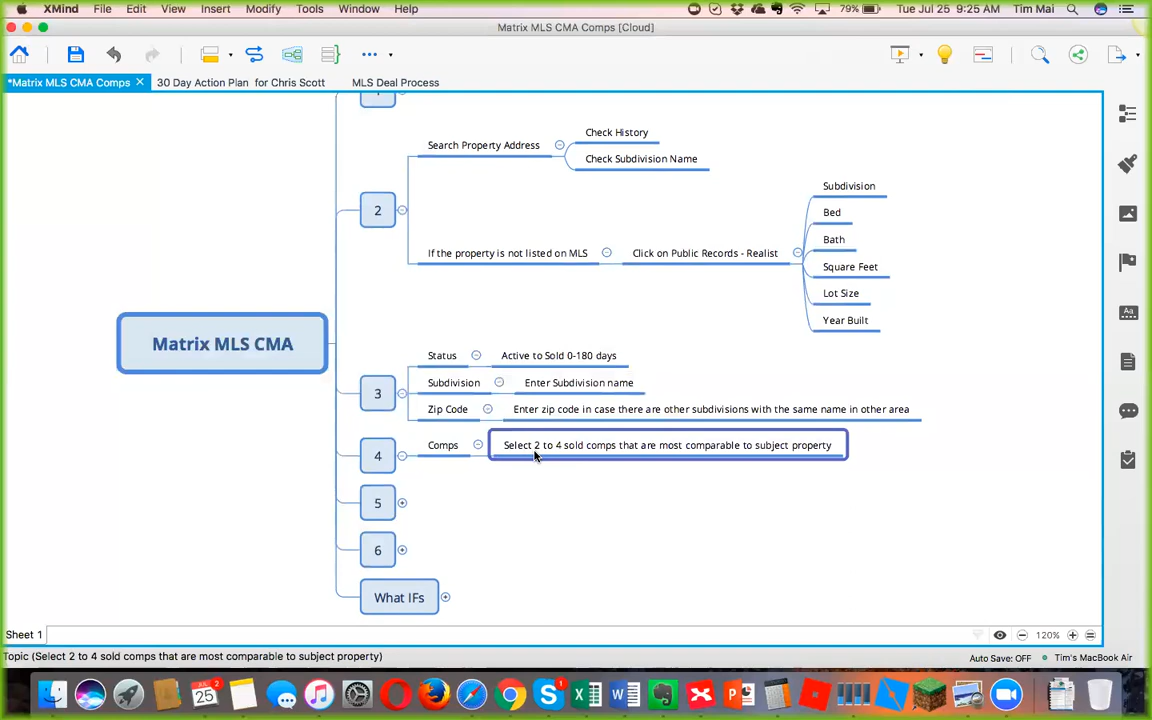 XMind File Edit View Insert Modify Tools Window Help 79% Tue Jul 25 9:25 AM Tim Mai
Matrix MLS CMA Comps [Cloud]
*Matrix MLS CMA Comps 30 Day Action Plan for Chris Scott MLS Deal Process
Check History
Search Property Address
Check Subdivision Name
Subdivision
2
Bed
Bath
If the property is not listed on MLS Click on Public Records - Realist
Square Feet
Lot Size
Year Built
Matrix MLS CMA
Status Active to Sold 0-180 days
3 Subdivision Enter Subdivision name
Zip Code Enter zip code in case there are other subdivisions with the same name in other area
4 Comps Select 2 to 4 sold comps that are most comparable to subject property
5
6
What IFs
Sheet 1 120%
Topic (Select 2 to 4 sold comps that are most comparable to subject property) Auto Save: OFF Tim's MacBook Air